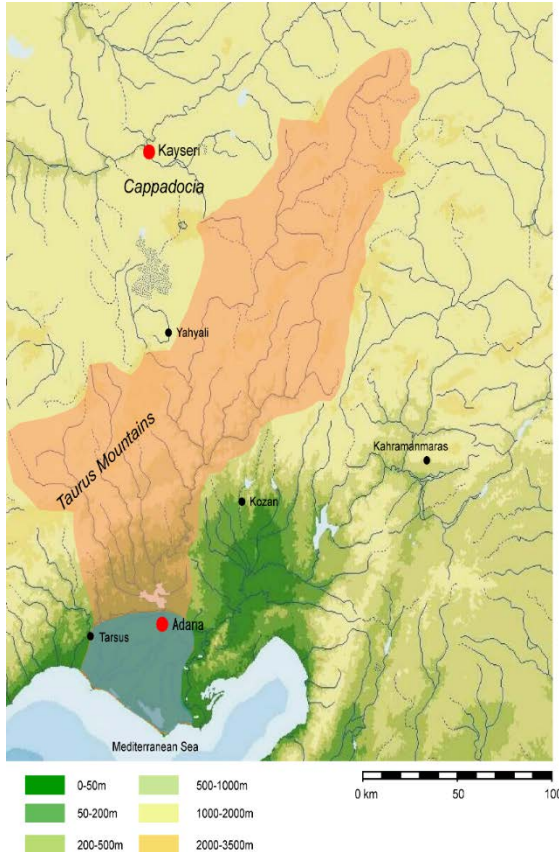 Kayseri
Cappadocia
Yahyali
Taurus Mountains
Kahramanmaras
Kozan
Adana
Tarsus
Mediterranean Sea
0-50m
500-1000m
50-200m
1000-2000m
200-500m
2000-3500m
0 km
50
100